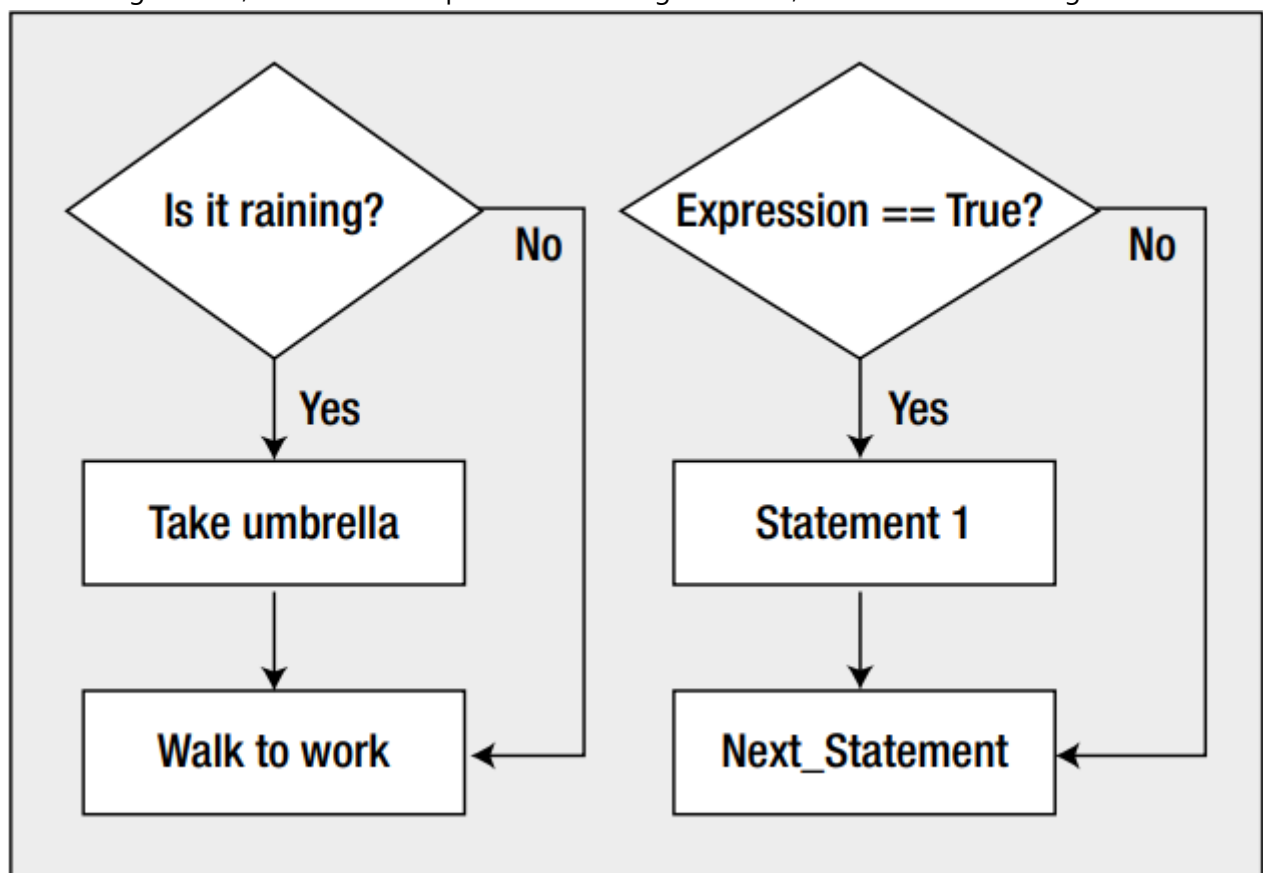 Is it raining?
No
Yes
Take umbrella
Walk to work
Expression == True?
No
Yes
Statement 1
Next_Statement